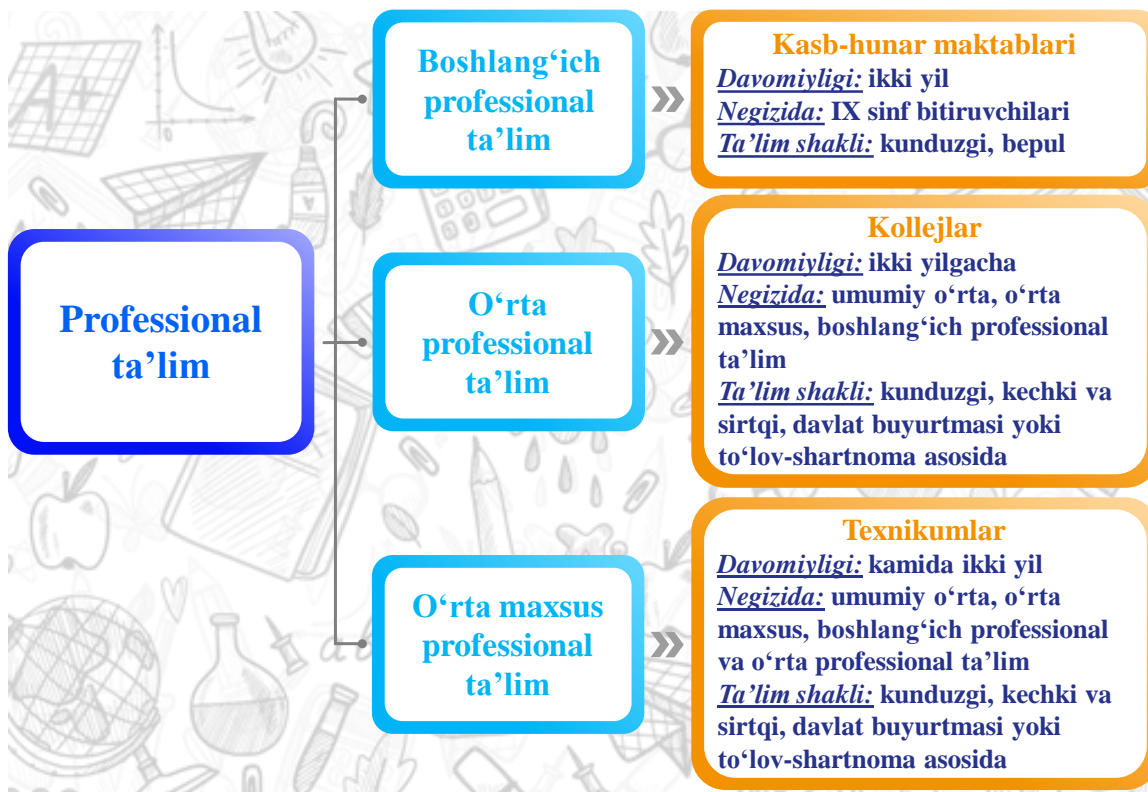 Professional
ta’lim
Boshlang‘ich
professional
ta’lim
Kasb-hunar maktablari
Davomiyligi: ikki yil
Negizida: IX sinf bitiruvchilari
Ta’lim shakli: kunduzgi, bepul
O‘rta
professional
ta’lim
Kollejlar
Davomiyligi: ikki yilgacha
Negizida: umumiy o‘rta, o‘rta
maxsus, boshlang‘ich professional
ta’lim
Ta’lim shakli: kunduzgi, kechki va
sirtqi, davlat buyurtmasi yoki
to‘lov-shartnoma asosida
O‘rta maxsus
professional
ta’lim
Texnikumlar
Davomiyligi: kamida ikki yil
Negizida: umumiy o‘rta, o‘rta
maxsus, boshlang‘ich professional
va o‘rta professional ta’lim
Ta’lim shakli: kunduzgi, kechki va
sirtqi, davlat buyurtmasi yoki
to‘lov-shartnoma asosida
A+